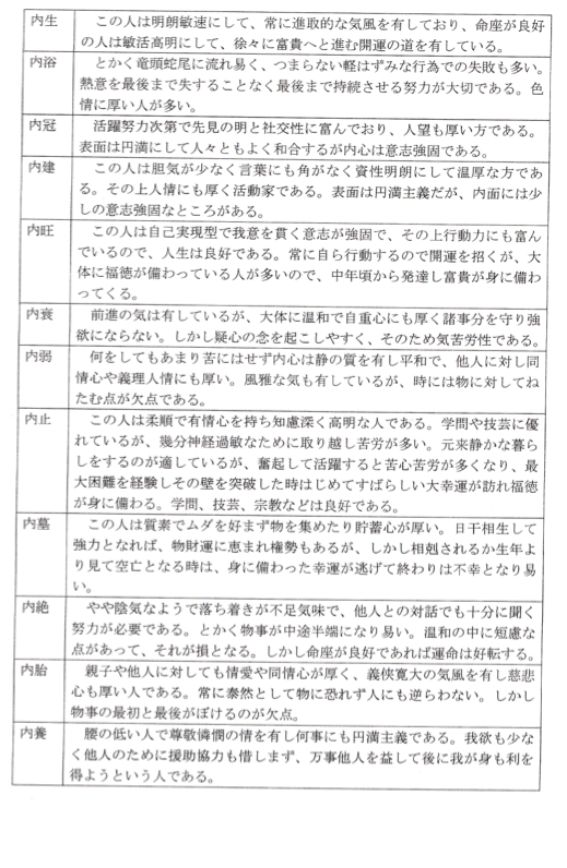 内生 この人は明朗敏速にして、常に進取的な気風を有しており、命座が良好
の人は敏活高明にして、徐々に富貴へと進む開運の道を有している。
内浴 とかく竜頭蛇尾に流れ易く、つまらない軽はずみな行為での失敗も多い。
熱意を最後まで失することなく最後まで持続させる努力が大切である。色
情に厚い人が多い。
内冠 活躍努力次第で先見の明と社交性に富んでおり、人望も厚い方である。
表面は円満にして人々ともよく和合するが内心は意志強固である。
内建 この人は胆気が少なく言葉にも角がなく資性明朗にして温厚な方であ
る。その上人情にも厚く活動家である。表面は円満主義だが、内面には少
しの意志強固なところがある。
内旺 この人は自己実現型で我意を貫く意志が強固で、その上行動力にも富ん
でいるので、人生は良好である。常に自ら行動するので開運を招くが、大
体に福徳が備わっている人が多いので、中年頃から発達し富貴が身に備わ
ってくる。
内衰 前進の気は有しているが、大体に温和で自重心にも厚く諸事分を守り強
欲にならない。しかし疑心の念を起こしやすく、そのため気苦労性である。
内弱 何をしてもあまり苦にはせず内心は静の質を有し平和で、他人に対し同
情心や義理人情にも厚い。風雅な気も有しているが、時には物に対してね
たむ点が欠点である。
内止 この人は柔順で有情心を持ち知慮深く高明な人である。学問や技芸に優
れているが、幾分神経過敏なために取り越し苦労が多い。元来静かな暮ら
しをするのが適しているが、奮起して活躍すると苦心苦労が多くなり、最
大困難を経験しその壁を突破した時はじめてすばらしい大幸運が訪れ福徳
が身に備わる。学問、技芸、宗教などは良好である。
内墓 この人は質素でムダを好まず物を集めたり貯蓄心が厚い。日干相生して
強力となれば、物財運に恵まれ権勢もあるが、しかし相剋されるか生年よ
り見て空亡となる時は、身に備わった幸運が逃げて終わりは不幸となり易
い。
内絶 やや陰気なようで落ち着きが不足気味で、他人との対話でも十分に聞く
努力が必要である。とかく物事が中途半端になり易い。温和の中に短慮な
点があって、それが損となる。しかし命座が良好であれば運命は好転する。
内胎 親子や他人に対しても情愛や同情心が厚く、義侠寛大の気風を有し慈悲
心も厚い人である。常に泰然として物に恐れず人にも逆らわない。しかし
物事の最初と最後がぼけるのが欠点。
内養 腰の低い人で尊敬憐憫の情を有し何事にも円満主義である。我欲も少な
く他人のために援助協力も惜しまず、万事他人を益して後に我が身も利を
得ようという人である。